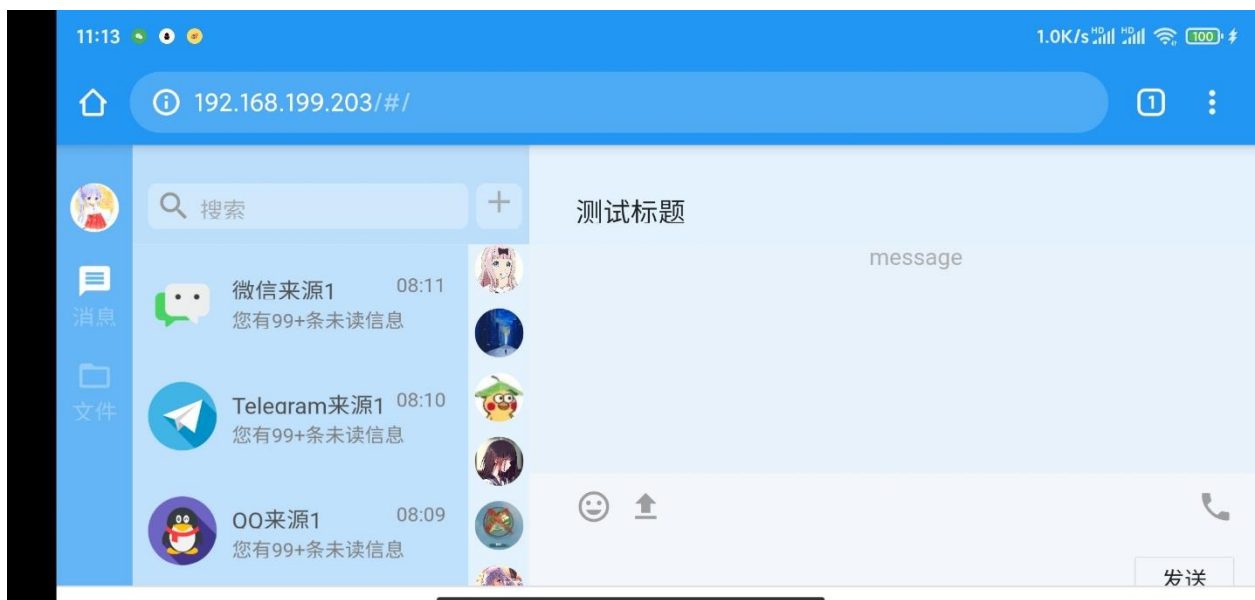 11:13
1.0K/s HD HD 100
192.168.199.203/#/
1
搜索
测试标题
message
消息
文件
微信来源1 08:11
您有99+条未读信息
Telegram来源1 08:10
您有99+条未读信息
QQ来源1 08:09
您有99+条未读信息
发送